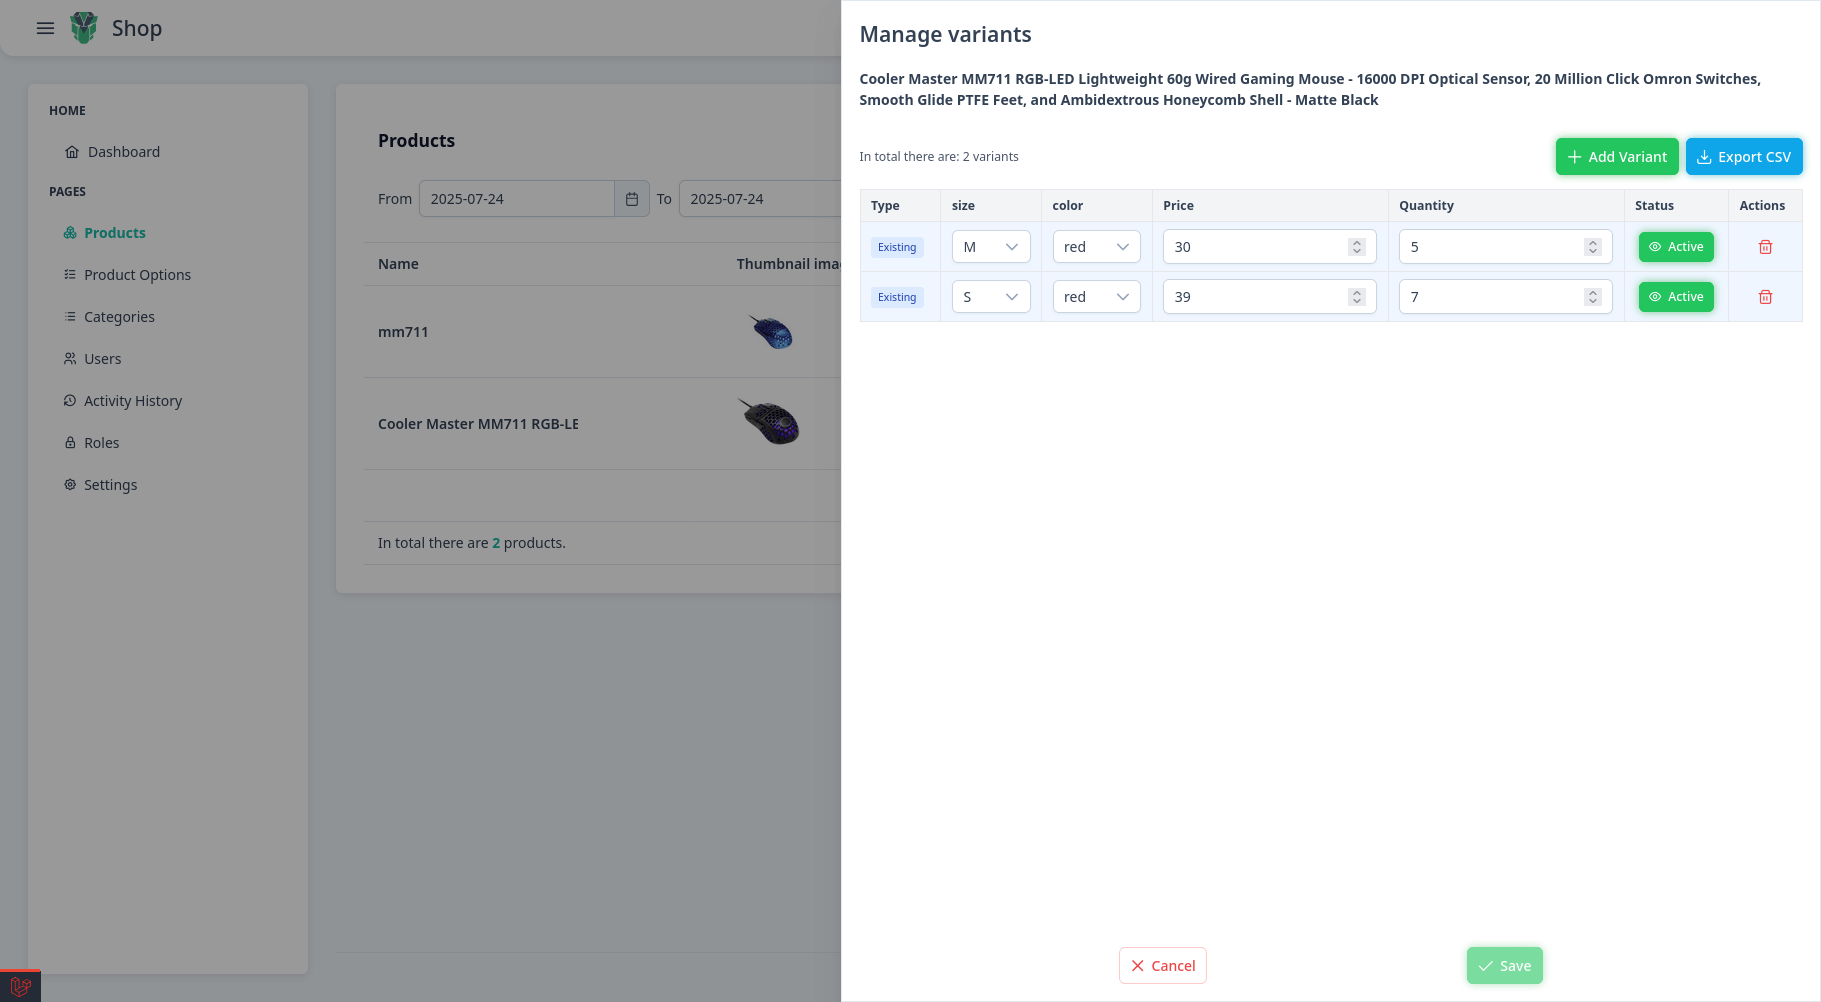 Shop
HOME
Dashboard
PAGES
Products
Product Options
Categories
Users
Activity History
Roles
Settings
Products
From 2025-07-24 To 2025-07-24
Name Thumbnail ima
mm711
Cooler Master MM711 RGB-LE
In total there are 2 products.
Manage variants
Cooler Master MM711 RGB-LED Lightweight 60g Wired Gaming Mouse - 16000 DPI Optical Sensor, 20 Million Click Omron Switches,
Smooth Glide PTFE Feet, and Ambidextrous Honeycomb Shell - Matte Black
In total there are: 2 variants Add Variant Export CSV
Type size color Price Quantity Status Actions
Existing M red 30 5 Active
Existing S red 39 7 Active
Cancel Save